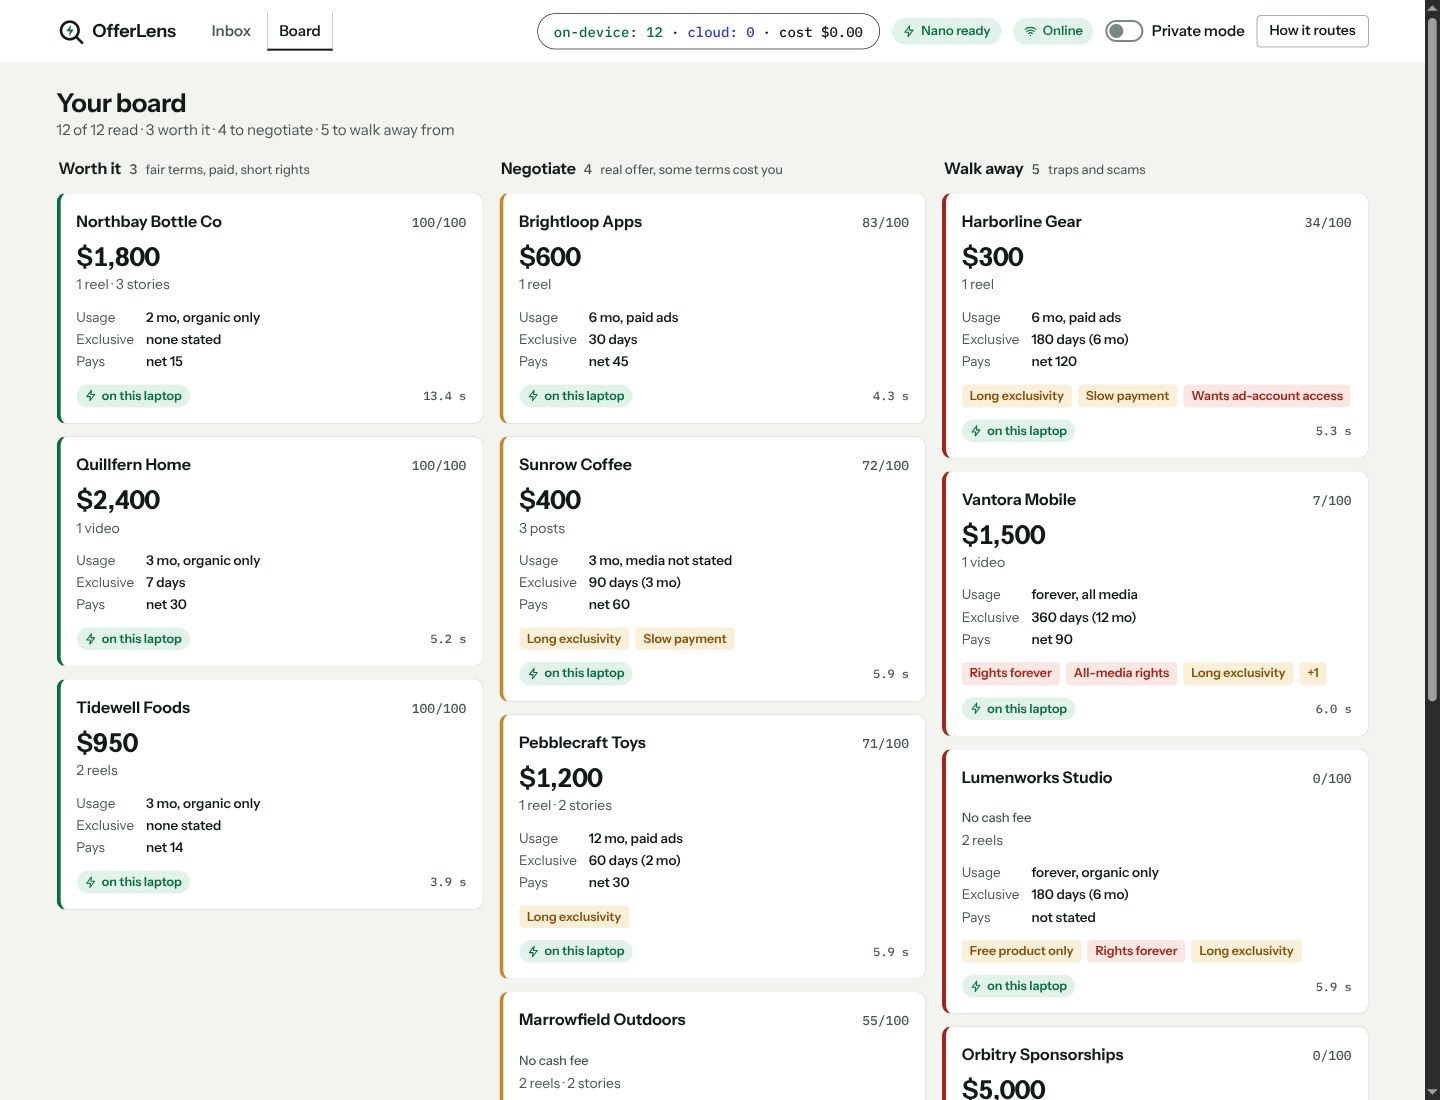 OfferLens
Inbox
Board
on-device: 12 · cloud: 0 · cost $0.00
Nano ready
Online
Private mode
How it routes
Your board
12 of 12 read · 3 worth it · 4 to negotiate · 5 to walk away from
Worth it 3 fair terms, paid, short rights
Northbay Bottle Co 100/100
$1,800
1 reel · 3 stories
Usage 2 mo, organic only
Exclusive none stated
Pays net 15
on this laptop 13.4 s
Quillfern Home 100/100
$2,400
1 video
Usage 3 mo, organic only
Exclusive 7 days
Pays net 30
on this laptop 5.2 s
Tidewell Foods 100/100
$950
2 reels
Usage 3 mo, organic only
Exclusive none stated
Pays net 14
on this laptop 3.9 s
Negotiate 4 real offer, some terms cost you
Brightloop Apps 83/100
$600
1 reel
Usage 6 mo, paid ads
Exclusive 30 days
Pays net 45
on this laptop 4.3 s
Sunrow Coffee 72/100
$400
3 posts
Usage 3 mo, media not stated
Exclusive 90 days (3 mo)
Pays net 60
Long exclusivity Slow payment
on this laptop 5.9 s
Pebblecraft Toys 71/100
$1,200
1 reel · 2 stories
Usage 12 mo, paid ads
Exclusive 60 days (2 mo)
Pays net 30
Long exclusivity
on this laptop 5.9 s
Marrowfield Outdoors 55/100
No cash fee
2 reels · 2 stories
Walk away 5 traps and scams
Harborline Gear 34/100
$300
1 reel
Usage 6 mo, paid ads
Exclusive 180 days (6 mo)
Pays net 120
Long exclusivity Slow payment Wants ad-account access
on this laptop 5.3 s
Vantora Mobile 7/100
$1,500
1 video
Usage forever, all media
Exclusive 360 days (12 mo)
Pays net 90
Rights forever All-media rights Long exclusivity +1
on this laptop 6.0 s
Lumenworks Studio 0/100
No cash fee
2 reels
Usage forever, organic only
Exclusive 180 days (6 mo)
Pays not stated
Free product only Rights forever Long exclusivity
on this laptop 5.9 s
Orbitry Sponsorships 0/100
$5,000